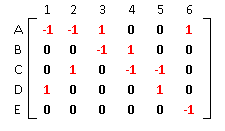 1 2 3 4 5 6
A -1 -1 1 0 0 1
B 0 0 -1 1 0 0
C 0 1 0 -1 -1 0
D 1 0 0 0 1 0
E 0 0 0 0 0 -1